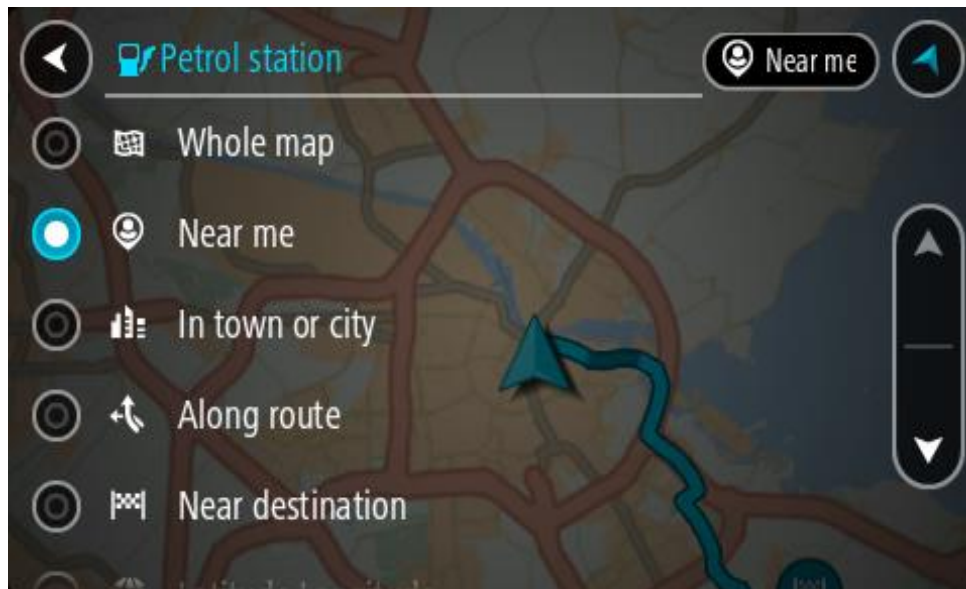 Petrol station
Near me
Whole map
Near me
In town or city
Along route
Near destination